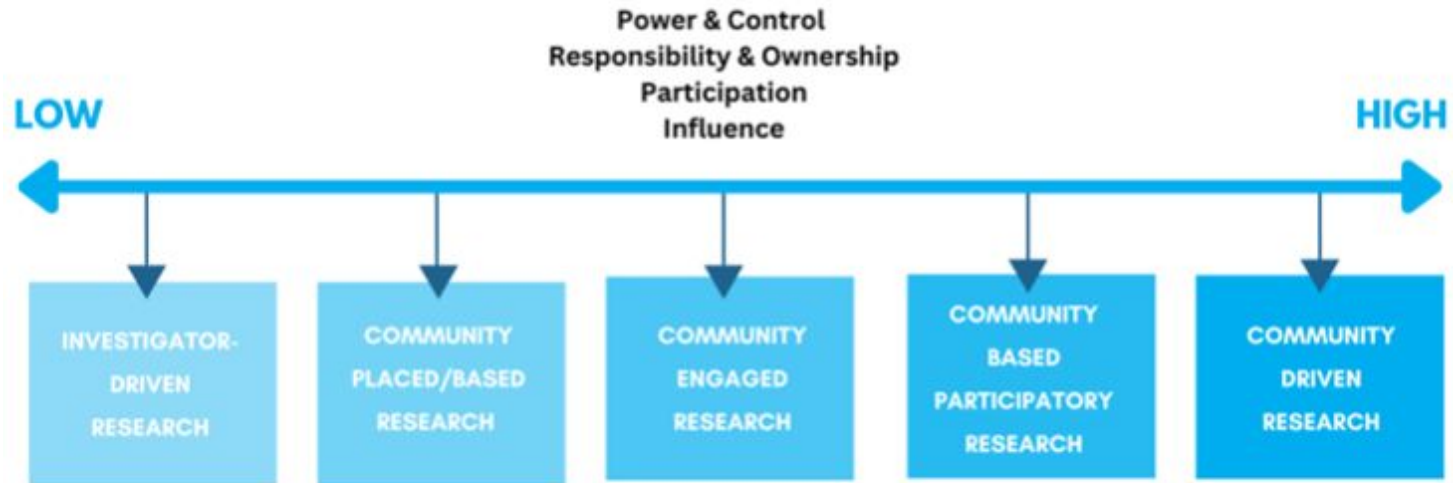 Power & Control
Responsibility & Ownership
Participation
Influence
LOW
HIGH
INVESTIGATOR-
DRIVEN
RESEARCH
COMMUNITY
PLACED/BASED
RESEARCH
COMMUNITY
ENGAGED
RESEARCH
COMMUNITY
BASED
PARTICIPATORY
RESEARCH
COMMUNITY
DRIVEN
RESEARCH